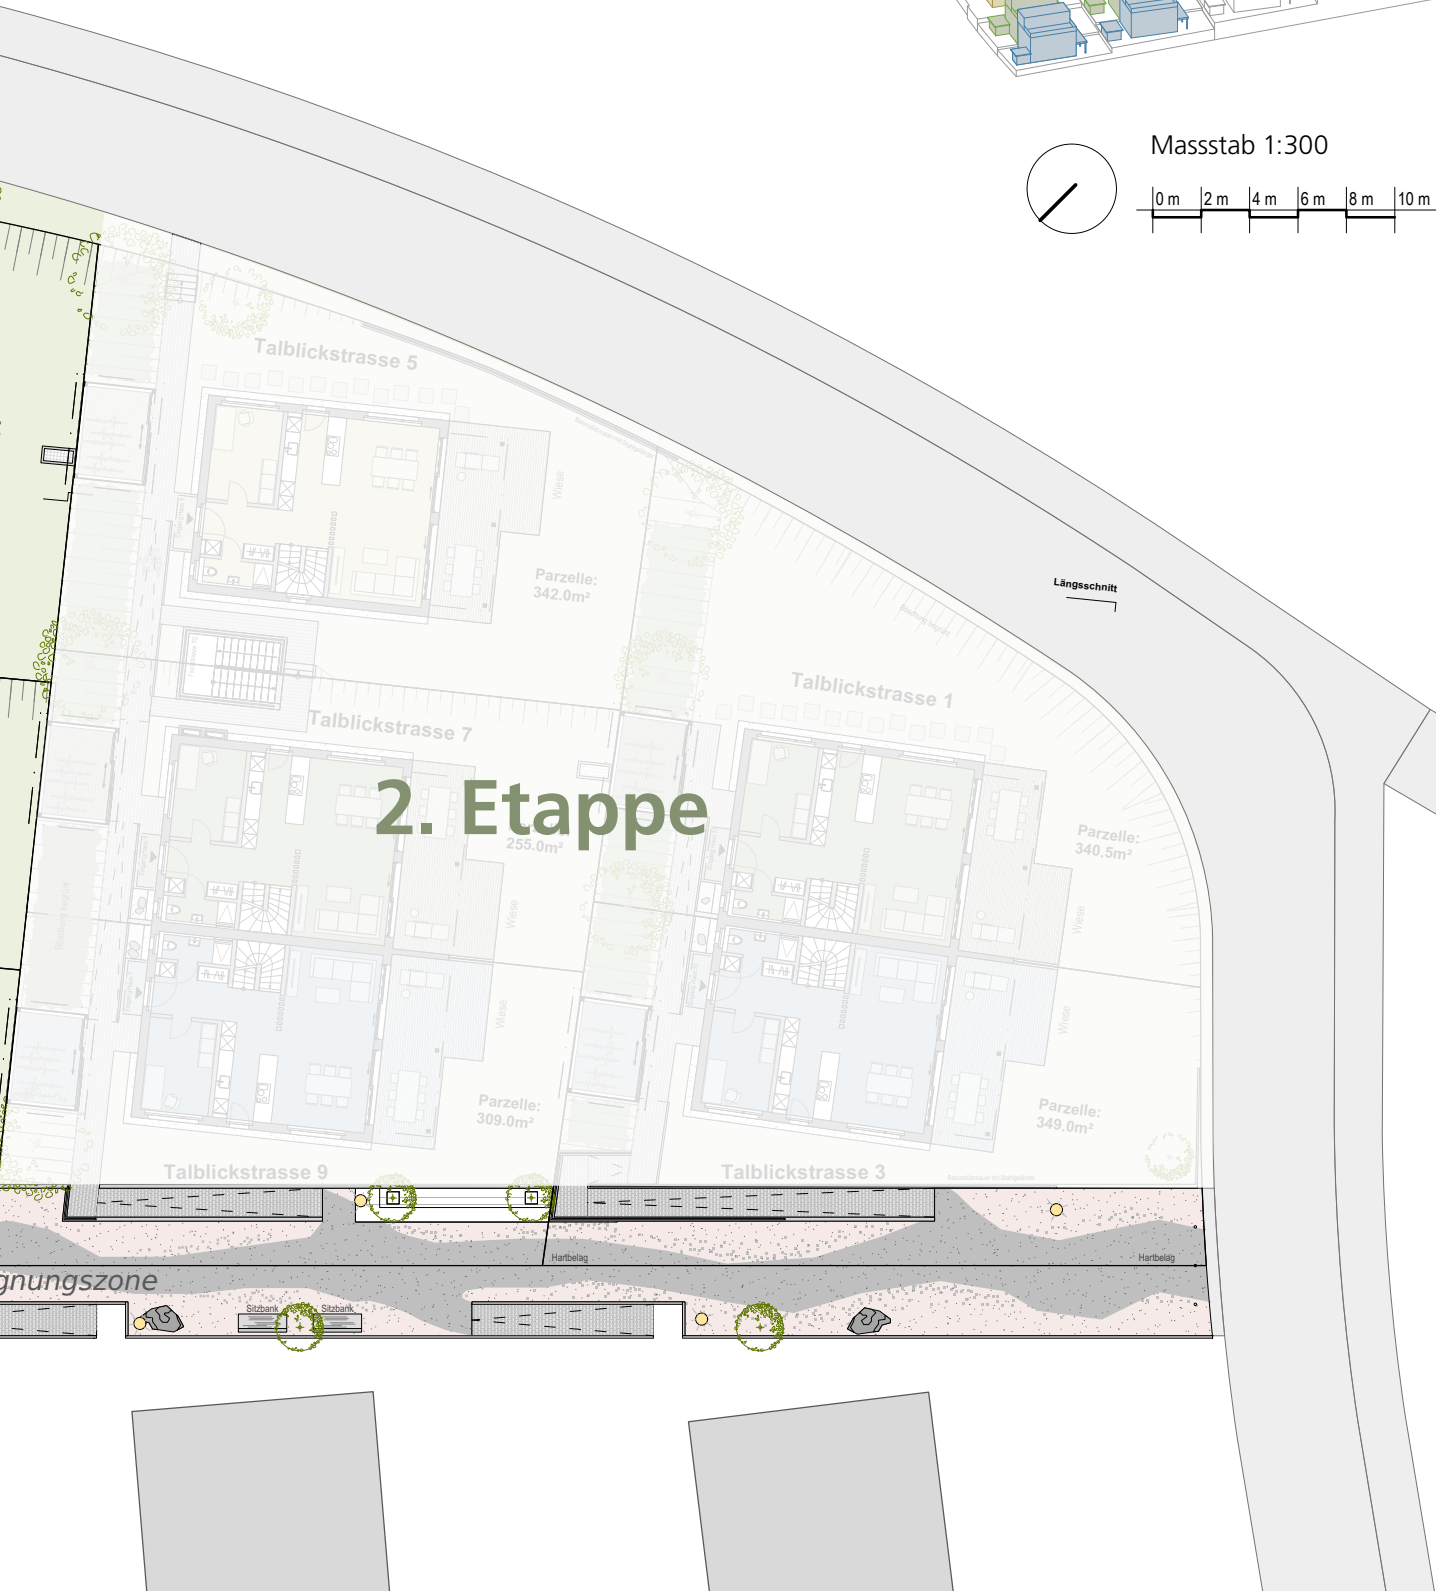 Massstab 1:300
0 m 2 m 4 m 6 m 8 m 10 m
Talblickstrasse 5
Wiese
Parzelle:
342.0m²
Längsschnitt
Talblickstrasse 1
Talblickstrasse 7
2. Etappe
255.0m²
Parzelle:
340.5m²
Wiese
Wiese
Wiese
Wiese
Parzelle:
309.0m²
Parzelle:
349.0m²
Talblickstrasse 9
Talblickstrasse 3
Hartbelag
Hartbelag
gnungszone
Sitzbank
Sitzbank